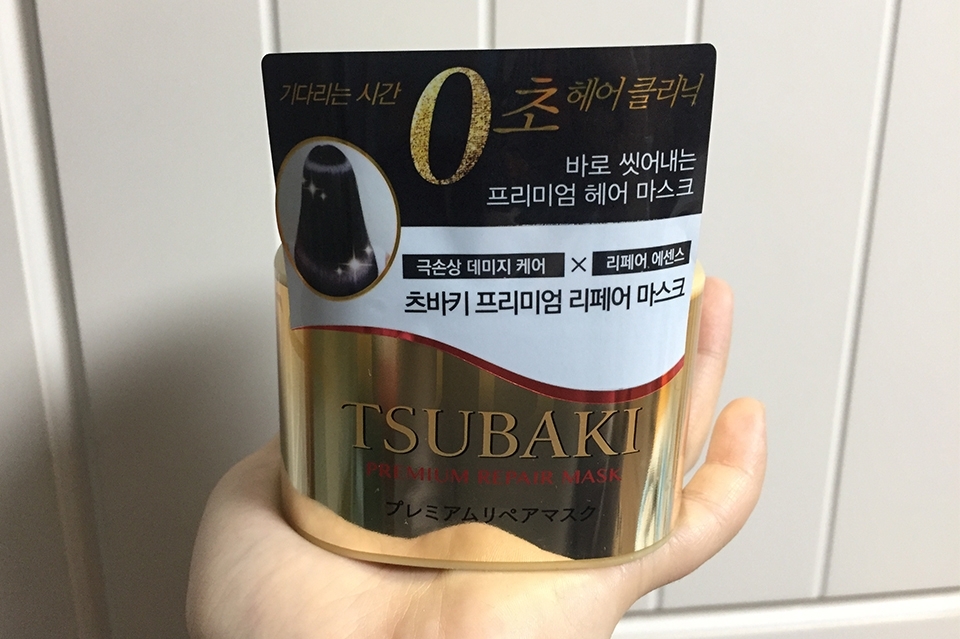 기다리는 시간 0초 헤어 클리닉
바로 씻어내는
프리미엄 헤어 마스크
극손상 데미지 케어 × 리페어 에센스
츠바키 프리미엄 리페어 마스크
TSUBAKI
PREMIUM REPAIR MASK
プレミアムリペアマスク